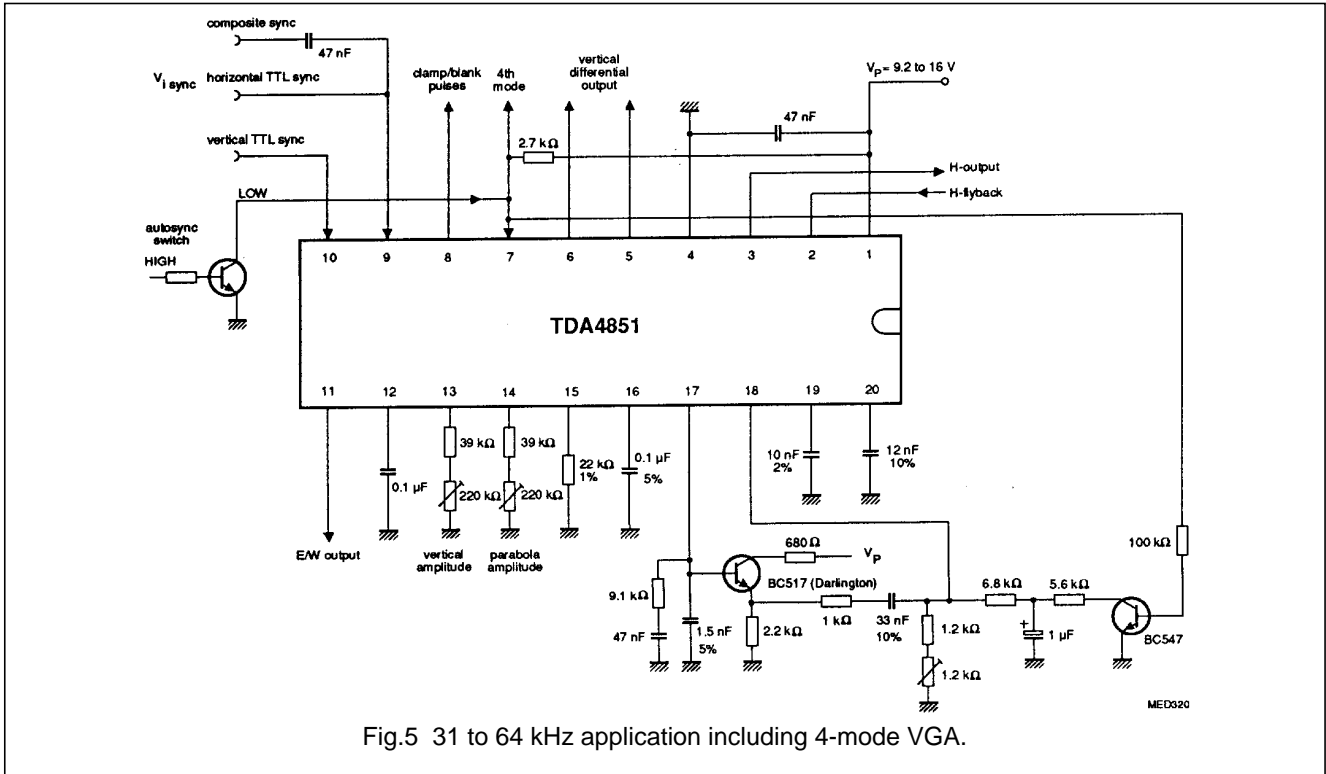 composite sync
47 nF
V i sync
horizontal TTL sync
vertical TTL sync
clamp/blank
pulses
4th
mode
vertical
differential
output
VP= 9.2 to 16 V
47 nF
2.7 kΩ
H-output
H-flyback
LOW
autosync
switch
HIGH
10 9 8 7 6 5 4 3 2 1
TDA4851
11 12 13 14 15 16 17 18 19 20
0.1 µF
39 kΩ
220 kΩ
39 kΩ
220 kΩ
22 kΩ
1%
0.1 µF
5%
10 nF
2%
12 nF
10%
E/W output
vertical
amplitude
parabola
amplitude
680 Ω
VP
BC517 (Darlington)
9.1 kΩ
47 nF
1.5 nF
5%
2.2 kΩ
1 kΩ
33 nF
10%
1.2 kΩ
1.2 kΩ
6.8 kΩ
5.6 kΩ
+
1 µF
100 kΩ
BC547
MED320
Fig.5 31 to 64 kHz application including 4-mode VGA.